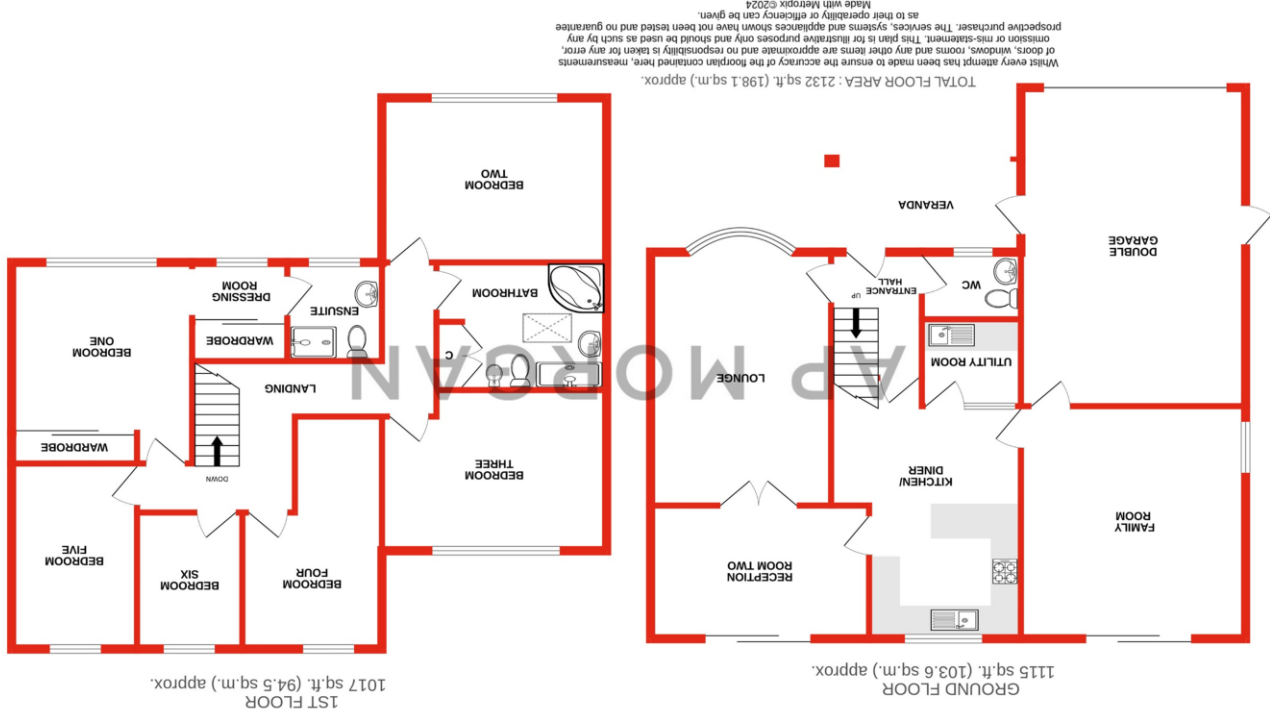 GROUND FLOOR
1115 sq.ft. (103.6 sq.m.) approx.
RECEPTION
ROOM TWO
FAMILY
ROOM
KITCHEN/
DINER
LOUNGE
UTILITY ROOM
UP
ENTRANCE
HALL
WC
DOUBLE
GARAGE
VERANDA
1ST FLOOR
1017 sq.ft. (94.5 sq.m.) approx.
BEDROOM
FOUR
BEDROOM
SIX
BEDROOM
FIVE
DOWN
BEDROOM
THREE
WARDROBE
LANDING
C
BEDROOM
ONE
WARDROBE
ENSUITE
DRESSING
ROOM
BATHROOM
BEDROOM
TWO
AP MORGAN
TOTAL FLOOR AREA : 2132 sq.ft. (198.1 sq.m.) approx.
Whilst every attempt has been made to ensure the accuracy of the floorplan contained here, measurements
of doors, windows, rooms and any other items are approximate and no responsibility is taken for any error,
omission or mis-statement. This plan is for illustrative purposes only and should be used as such by any
prospective purchaser. The services, systems and appliances shown have not been tested and no guarantee
as to their operability or efficiency can be given.
Made with Metropix ©2024